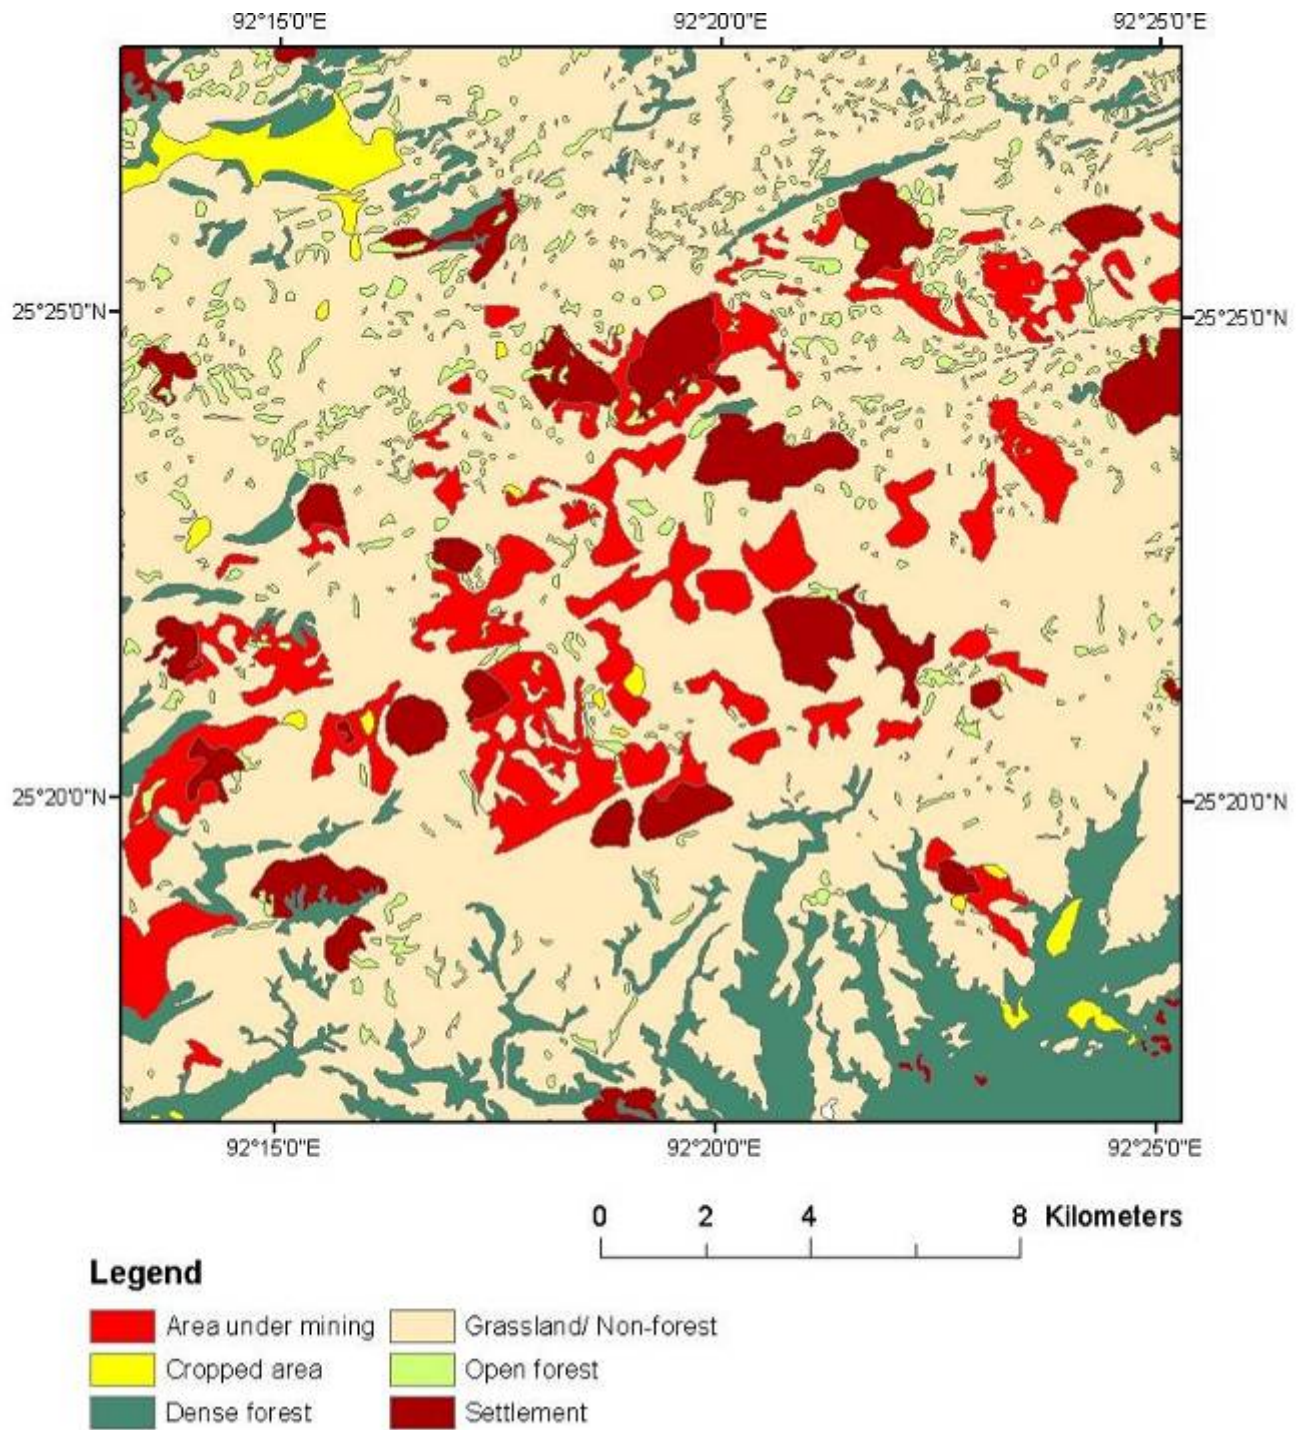 92°15'0"E 92°20'0"E 92°25'0"E
25°25'0"N 25°25'0"N
25°20'0"N 25°20'0"N
92°15'0"E 92°20'0"E 92°25'0"E
0 2 4 8 Kilometers
Legend
Area under mining Grassland/ Non-forest
Cropped area Open forest
Dense forest Settlement